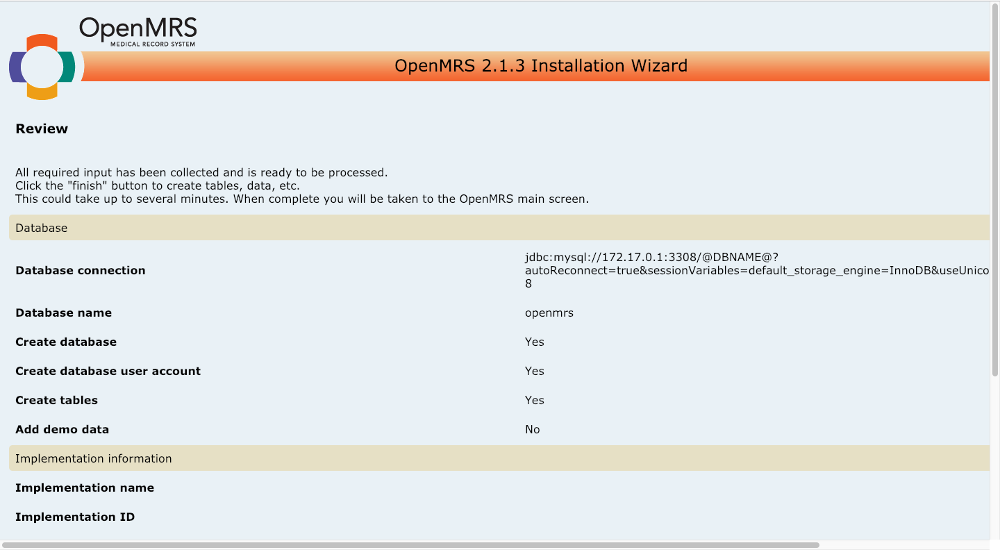 OpenMRS
MEDICAL RECORD SYSTEM
OpenMRS 2.1.3 Installation Wizard
Review
All required input has been collected and is ready to be processed.
Click the "finish" button to create tables, data, etc.
This could take up to several minutes. When complete you will be taken to the OpenMRS main screen.
Database
Database connection
jdbc:mysql://172.17.0.1:3308/@DBNAME@?
autoReconnect=true&sessionVariables=default_storage_engine=InnoDB&useUnico
8
Database name openmrs
Create database Yes
Create database user account Yes
Create tables Yes
Add demo data No
Implementation information
Implementation name
Implementation ID